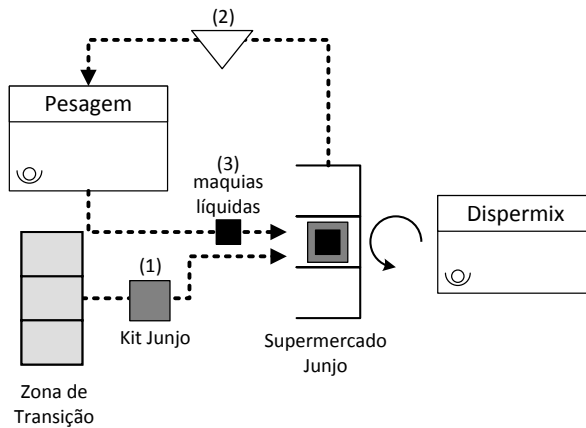 (2)
Pesagem
(3)
maquias
líquidas
Dispermix
(1)
Kit Junjo
Supermercado
Junjo
Zona de
Transição